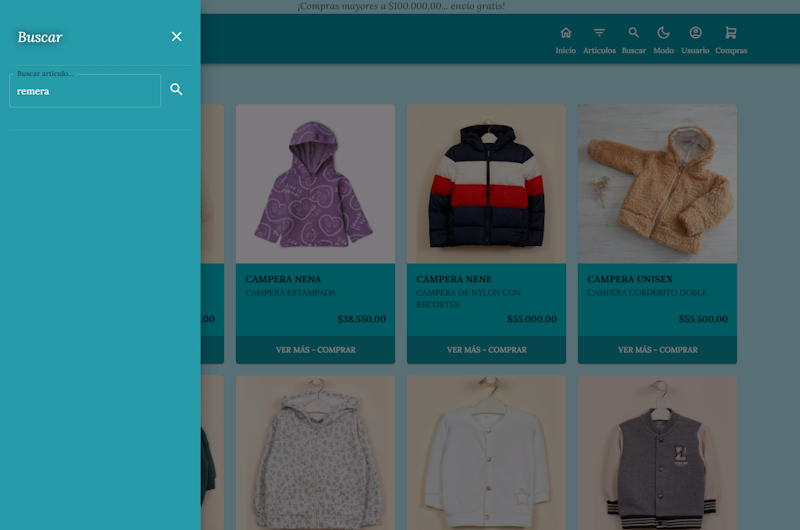 ¡Compras mayores a $100.000,00... envío gratis!
Buscar
Inicio
Artículos
Buscar
Modo
Usuario
Compras
Buscar artículo...
remera
,00
CAMPERA NENA
CAMPERA ESTAMPADA.
$38.550,00
VER MÁS - COMPRAR
CAMPERA NENE
CAMPERA DE NYLON CON
RECORTES.
$55.000,00
VER MÁS - COMPRAR
CAMPERA UNISEX
CAMPERA CORDERITO DOBLE.
$55.500,00
VER MÁS - COMPRAR